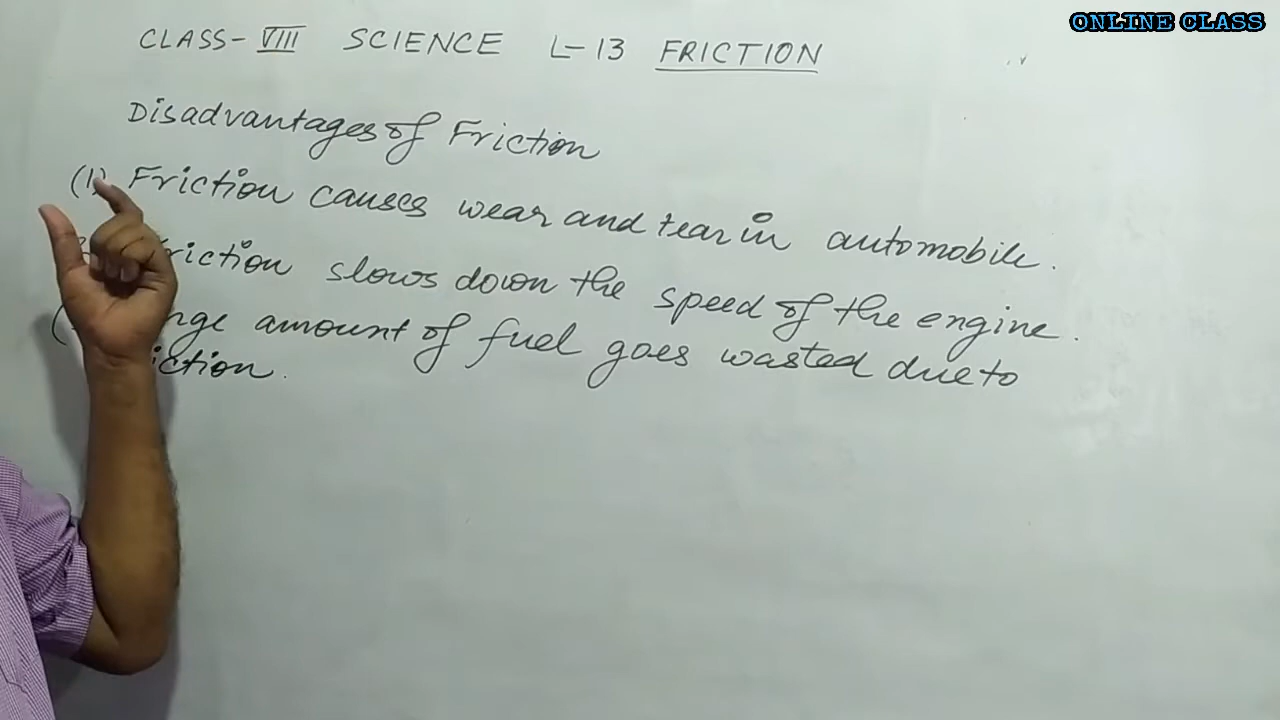 ONLINE CLASS
CLASS- VIII SCIENCE L-13 FRICTION
Disadvantages of Friction
(1) Friction causes wear and tear in automobile.
slows down the speed of the engine.
amount of fuel goes wasted due to